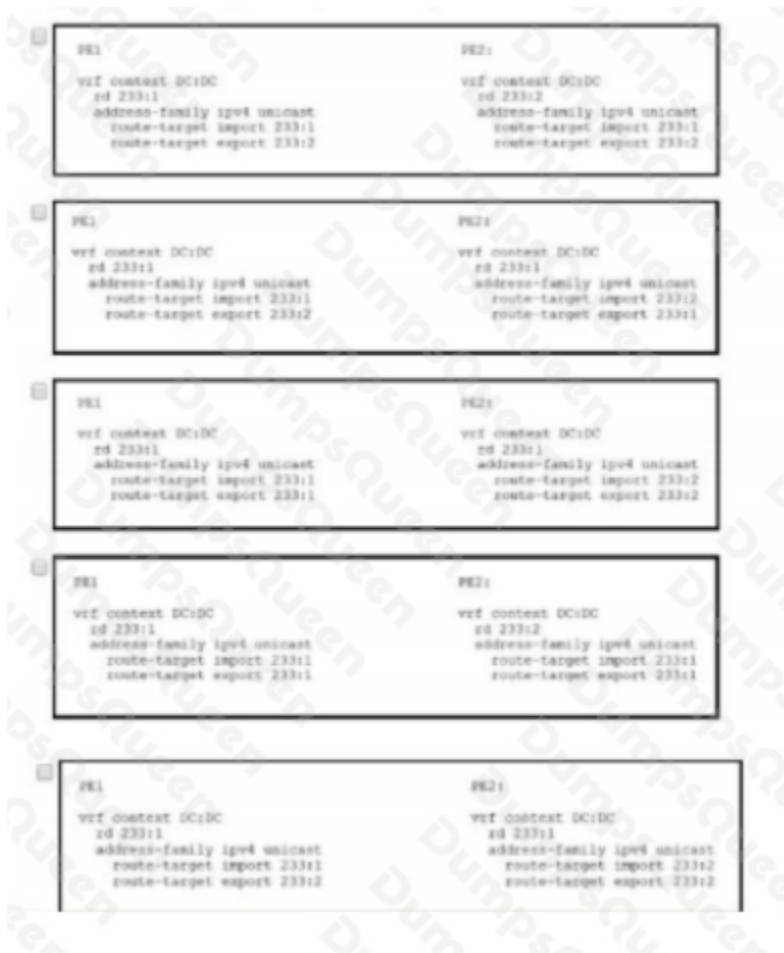 PE1 PE2:
vrf context DC:DC vrf context DC:DC
rd 233:1 rd 233:2
address-family ipv4 unicast address-family ipv4 unicast
route-target import 233:1 route-target import 233:1
route-target export 233:2 route-target export 233:2
PE1 PE2:
vrf context DC:DC vrf context DC:DC
rd 233:1 rd 233:1
address-family ipv4 unicast address-family ipv4 unicast
route-target import 233:1 route-target import 233:2
route-target export 233:2 route-target export 233:1
PE1 PE2:
vrf context DC:DC vrf context DC:DC
rd 233:1 rd 233:1
address-family ipv4 unicast address-family ipv4 unicast
route-target import 233:1 route-target import 233:2
route-target export 233:1 route-target export 233:2
PE1 PE2:
vrf context DC:DC vrf context DC:DC
rd 233:1 rd 233:2
address-family ipv4 unicast address-family ipv4 unicast
route-target import 233:1 route-target import 233:1
route-target export 233:1 route-target export 233:1
PE1 PE2:
vrf context DC:DC vrf context DC:DC
rd 233:1 rd 233:1
address-family ipv4 unicast address-family ipv4 unicast
route-target import 233:1 route-target import 233:2
route-target export 233:2 route-target export 233:2
DumpsQueen